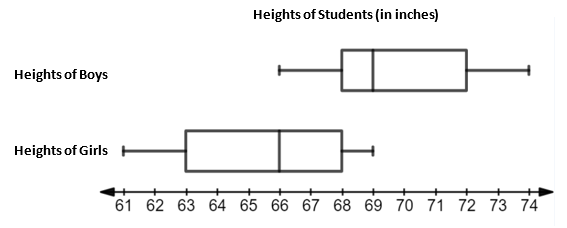 Heights of Students (in inches)
Heights of Boys
Heights of Girls
61 62 63 64 65 66 67 68 69 70 71 72 73 74